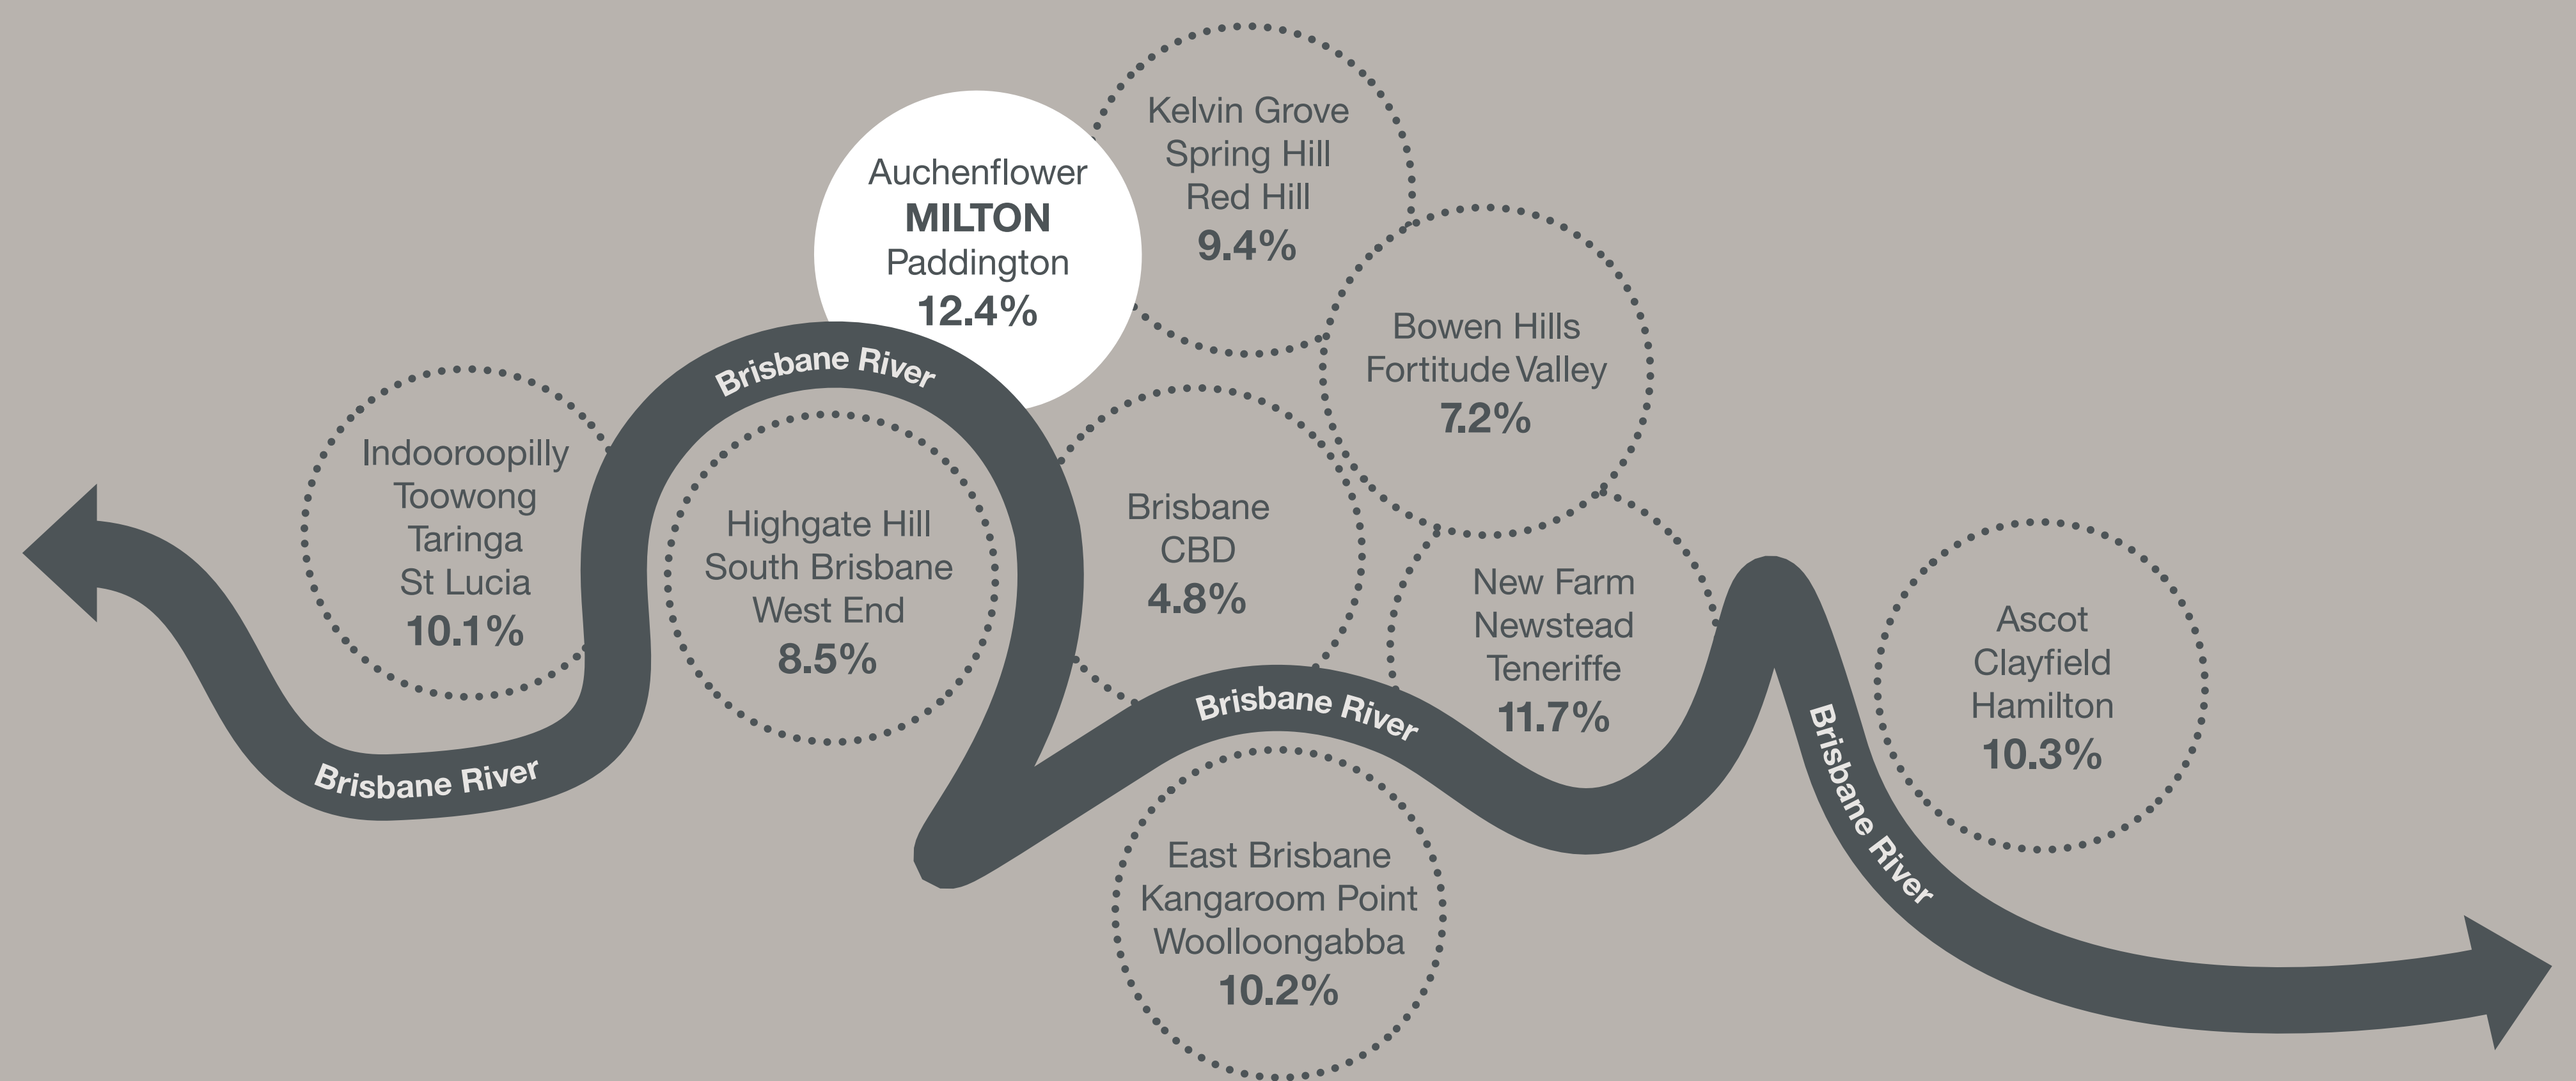 Kelvin Grove
Spring Hill
Red Hill
9.4%
Auchenflower
MILTON
Paddington
12.4%
Bowen Hills
Fortitude Valley
7.2%
Brisbane River
Indooroopilly
Toowong
Taringa
St Lucia
10.1%
Highgate Hill
South Brisbane
West End
8.5%
Brisbane
CBD
4.8%
New Farm
Newstead
Teneriffe
11.7%
Ascot
Clayfield
Hamilton
10.3%
Brisbane River
Brisbane River
Brisbane River
East Brisbane
Kangaroom Point
Woolloongabba
10.2%